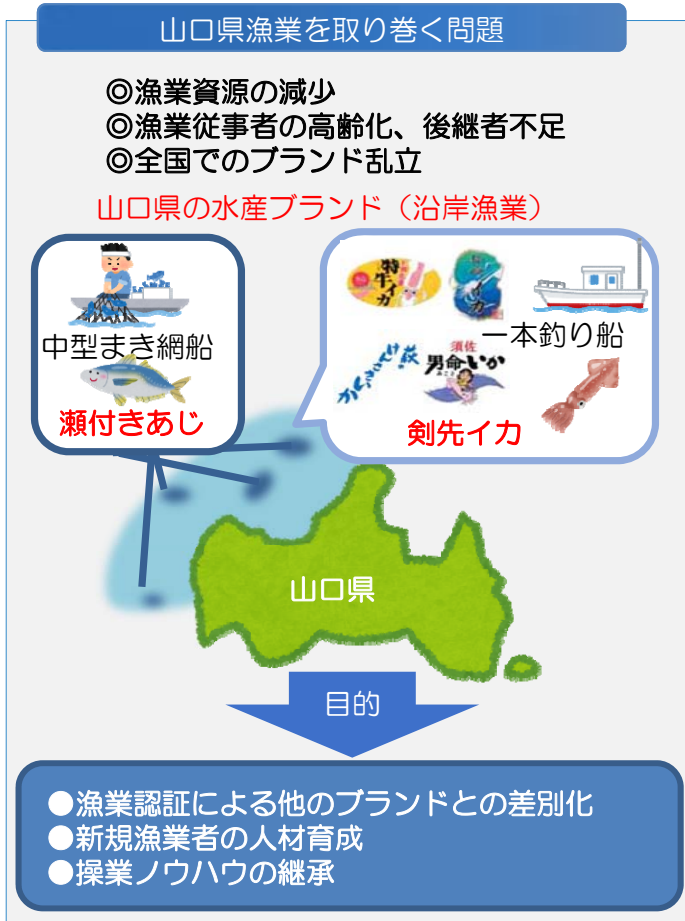 山口県漁業を取り巻く問題
◎漁業資源の減少
◎漁業従事者の高齢化、後継者不足
◎全国でのブランド乱立
山口県の水産ブランド（沿岸漁業）
中型まき網船
瀬付きあじ
特牛イカ
イカ
一本釣り船
須佐
男命いか
剣先イカ
山口県
目的
●漁業認証による他のブランドとの差別化
●新規漁業者の人材育成
●操業ノウハウの継承